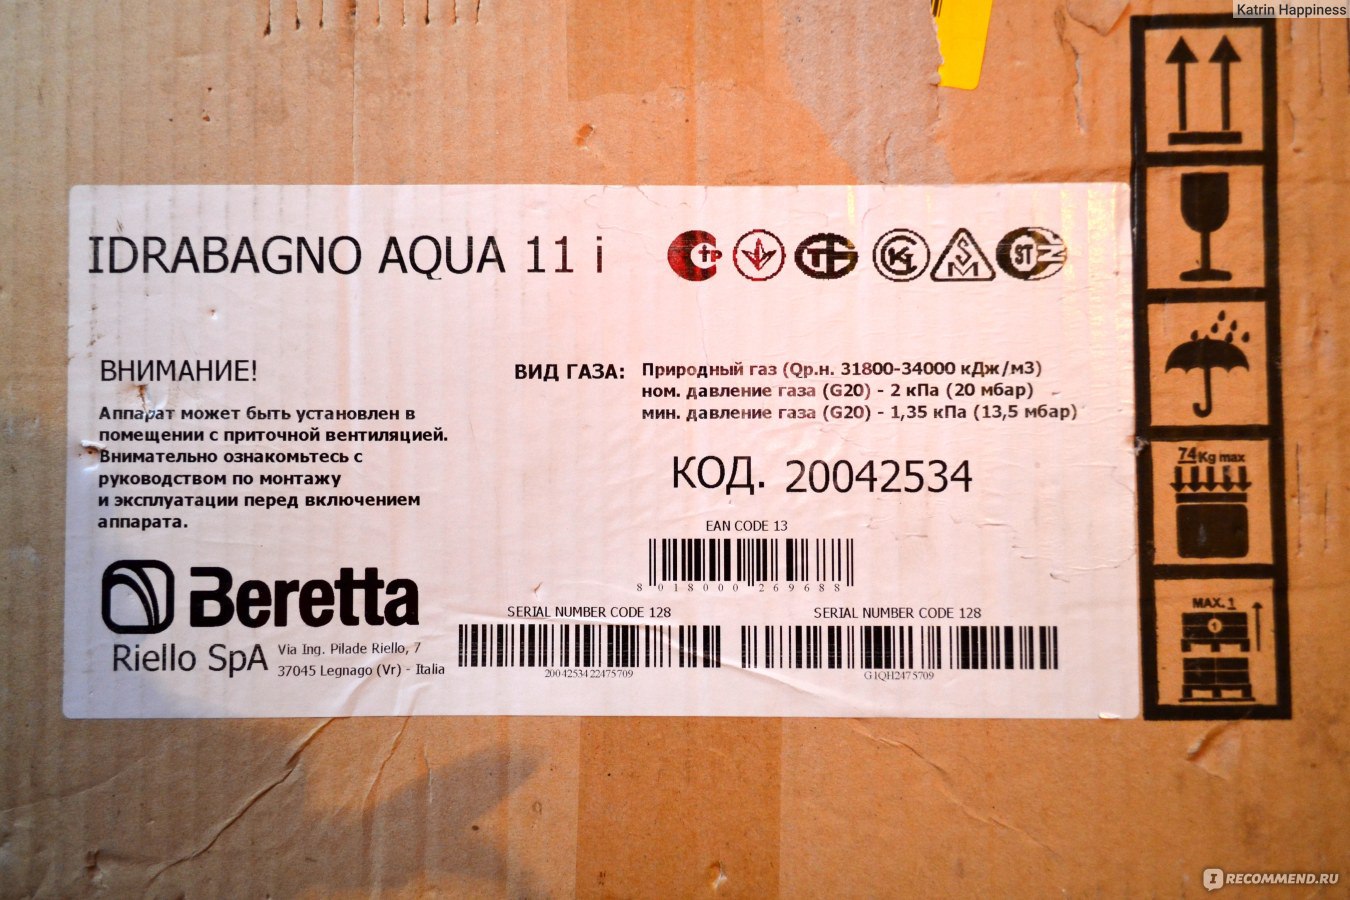 Katrin Happiness
IDRABAGNO AQUA 11 i
ВНИМАНИЕ!
Аппарат может быть установлен в
помещении с приточной вентиляцией.
Внимательно ознакомьтесь с
руководством по монтажу
и эксплуатации перед включением
аппарата.
ВИД ГАЗА:
Природный газ (Qр.н. 31800-34000 кДж/м3)
ном. давление газа (G20) - 2 кПа (20 мбар)
мин. давление газа (G20) - 1,35 кПа (13,5 мбар)
КОД. 20042534
EAN CODE 13
8018000269688
Beretta
Riello SpA
Via Ing. Pilade Riello, 7
37045 Legnago (Vr) - Italia
SERIAL NUMBER CODE 128
2004253422475709
SERIAL NUMBER CODE 128
G1QH2475709
74 Kg max
MAX. 1
1
IRECOMMEND.RU